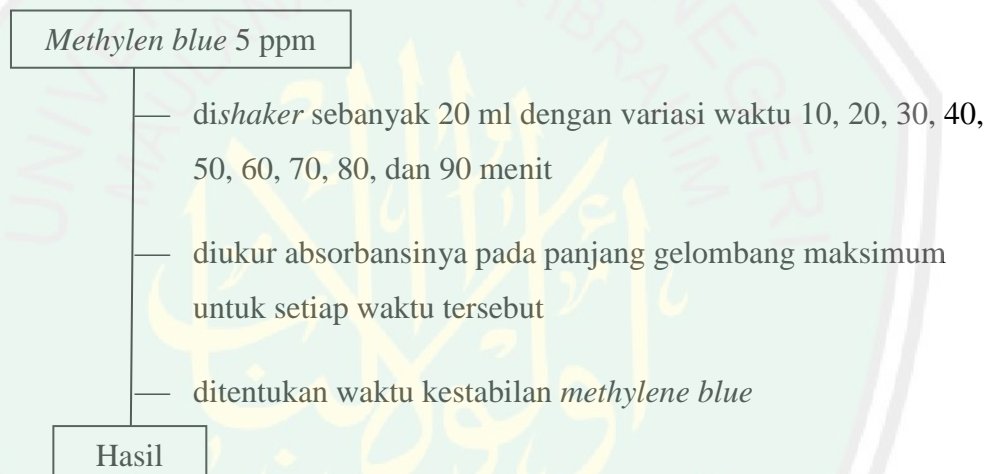 Methylen blue 5 ppm
dishaker sebanyak 20 ml dengan variasi waktu 10, 20, 30, 40,
50, 60, 70, 80, dan 90 menit
diukur absorbansinya pada panjang gelombang maksimum
untuk setiap waktu tersebut
ditentukan waktu kestabilan methylene blue
Hasil